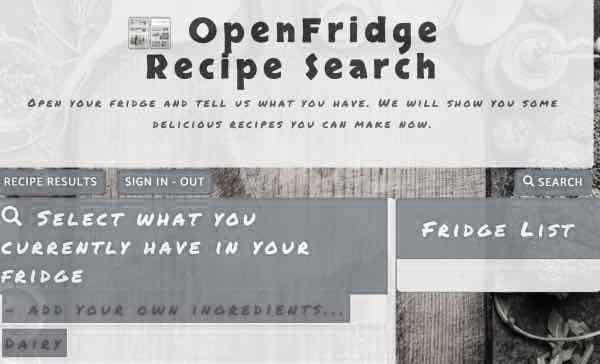 OpenFridge
Recipe Search
Open your fridge and tell us what you have. We will show you some
delicious recipes you can make now.
RECIPE RESULTS
SIGN IN - OUT
SEARCH
Select what you
currently have in your
fridge
- add your own ingredients...
Dairy
Fridge List